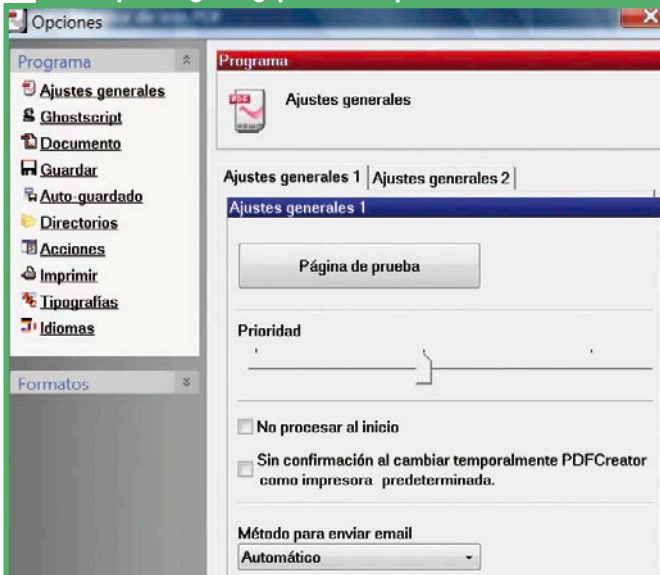 Opciones
Programa
Ajustes generales
Ghostscript
Documento
Guardar
Auto-guardado
Directorios
Acciones
Imprimir
Tipografías
Idiomas
Formatos
Programa
PDF
Ajustes generales
Ajustes generales 1
Ajustes generales 2
Ajustes generales 1
Página de prueba
Prioridad
No procesar al inicio
Sin confirmación al cambiar temporalmente PDFCreator
como impresora predeterminada.
Método para enviar email
Automático